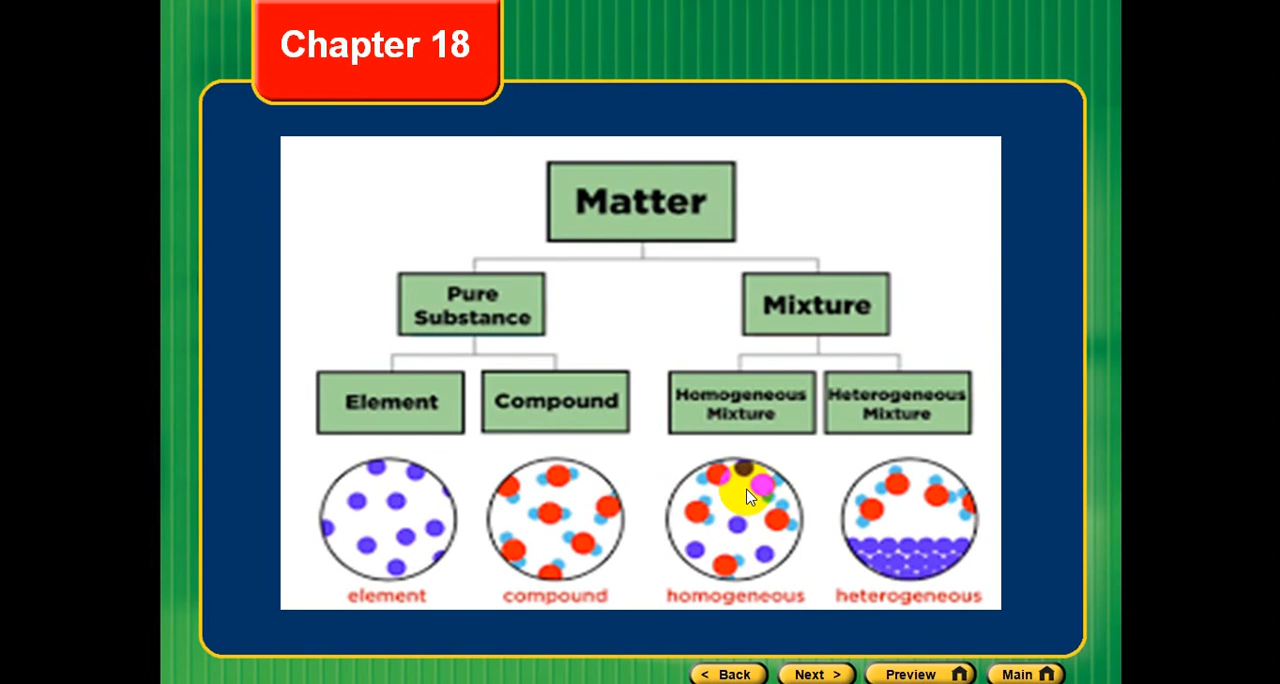 Chapter 18
Matter
Pure
Substance
Mixture
Element
Compound
Homogeneous
Mixture
Heterogeneous
Mixture
element
compound
homogeneous
heterogeneous
< Back
Next >
Preview
Main